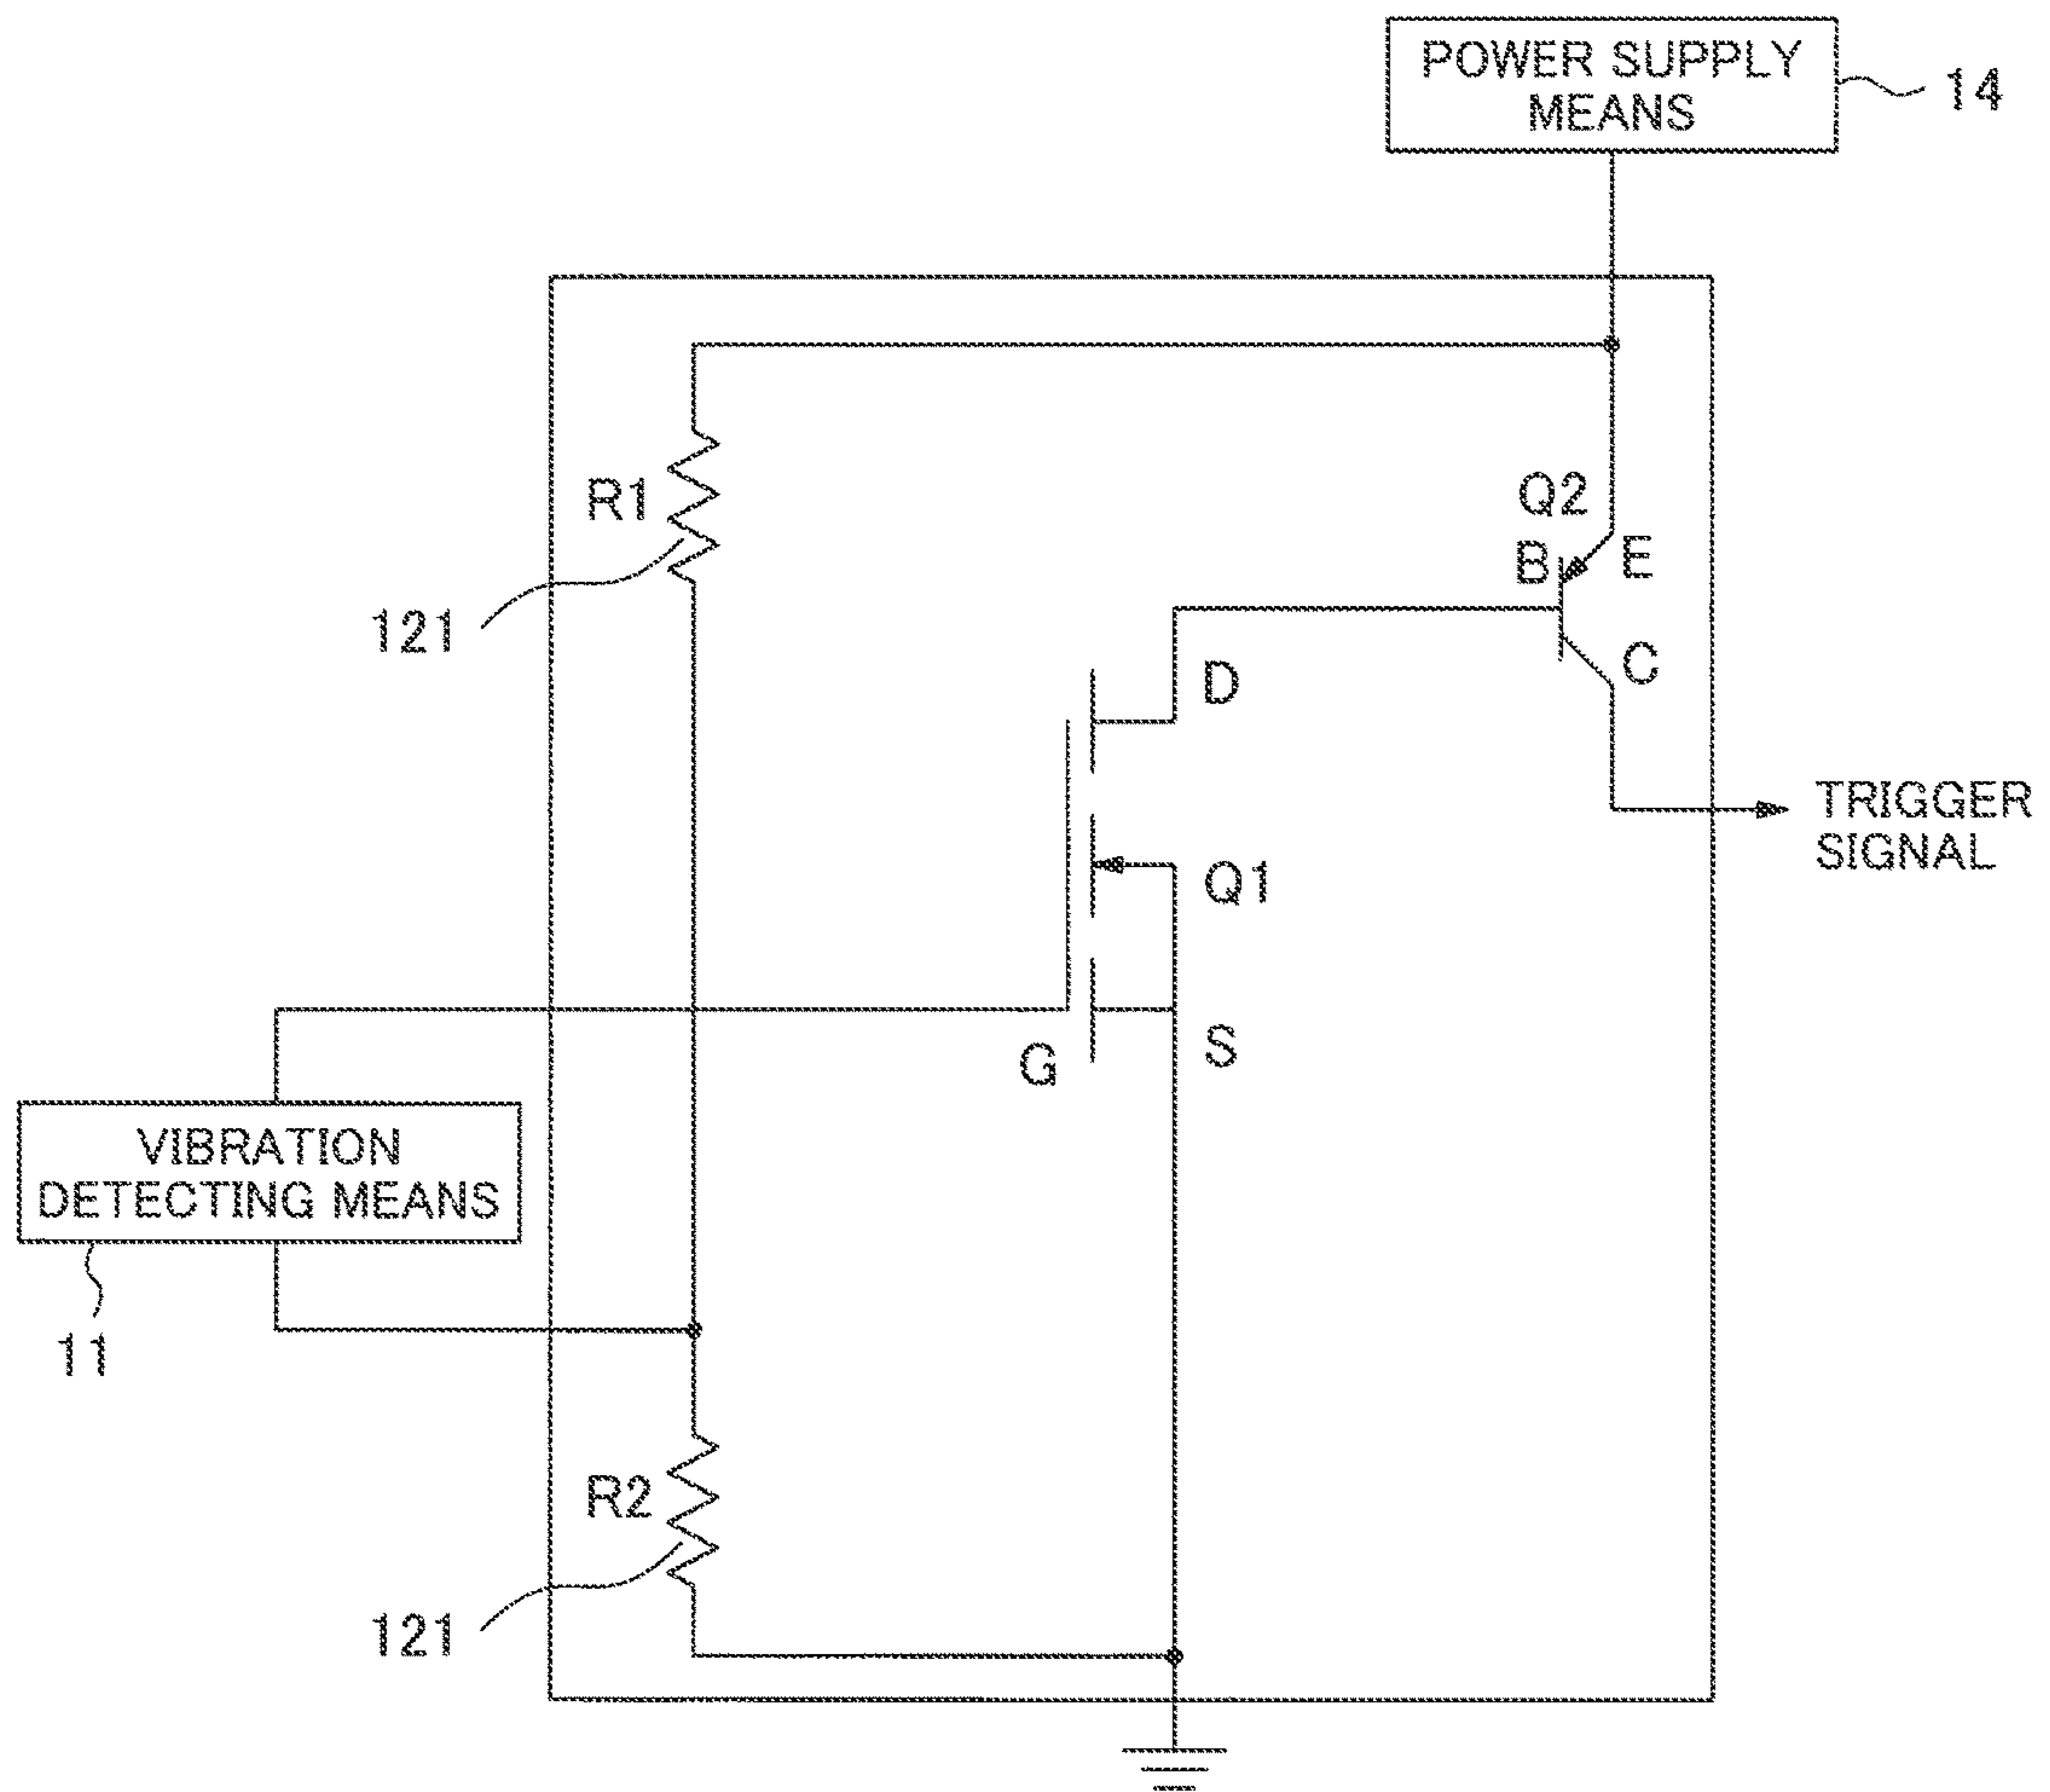 POWER SUPPLY
MEANS
14
R1
121
Q2
B
E
C
D
TRIGGER
SIGNAL
Q1
G
S
VIBRATION
DETECTING MEANS
11
R2
121